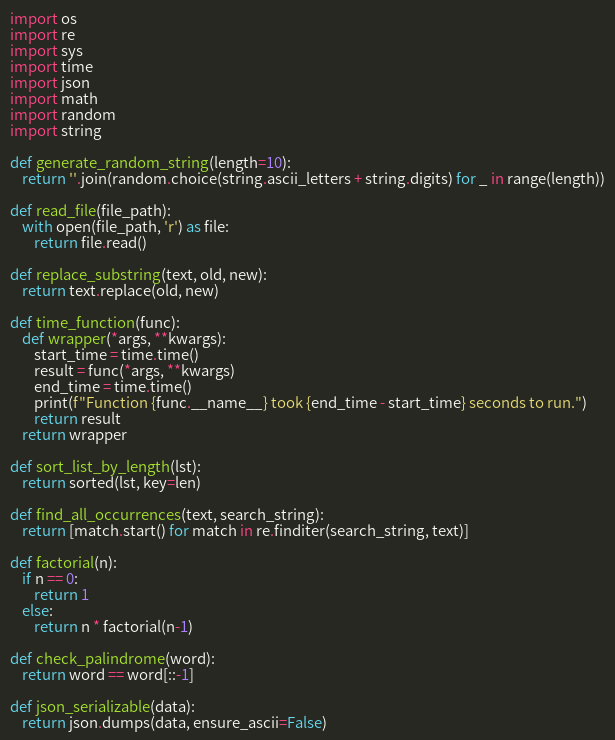 import os
import re
import sys
import time
import json
import math
import random
import string

def generate_random_string(length=10):
    return ''.join(random.choice(string.ascii_letters + string.digits) for _ in range(length))

def read_file(file_path):
    with open(file_path, 'r') as file:
        return file.read()

def replace_substring(text, old, new):
    return text.replace(old, new)

def time_function(func):
    def wrapper(*args, **kwargs):
        start_time = time.time()
        result = func(*args, **kwargs)
        end_time = time.time()
        print(f"Function {func.__name__} took {end_time - start_time} seconds to run.")
        return result
    return wrapper

def sort_list_by_length(lst):
    return sorted(lst, key=len)

def find_all_occurrences(text, search_string):
    return [match.start() for match in re.finditer(search_string, text)]

def factorial(n):
    if n == 0:
        return 1
    else:
        return n * factorial(n-1)

def check_palindrome(word):
    return word == word[::-1]

def json_serializable(data):
    return json.dumps(data, ensure_ascii=False)